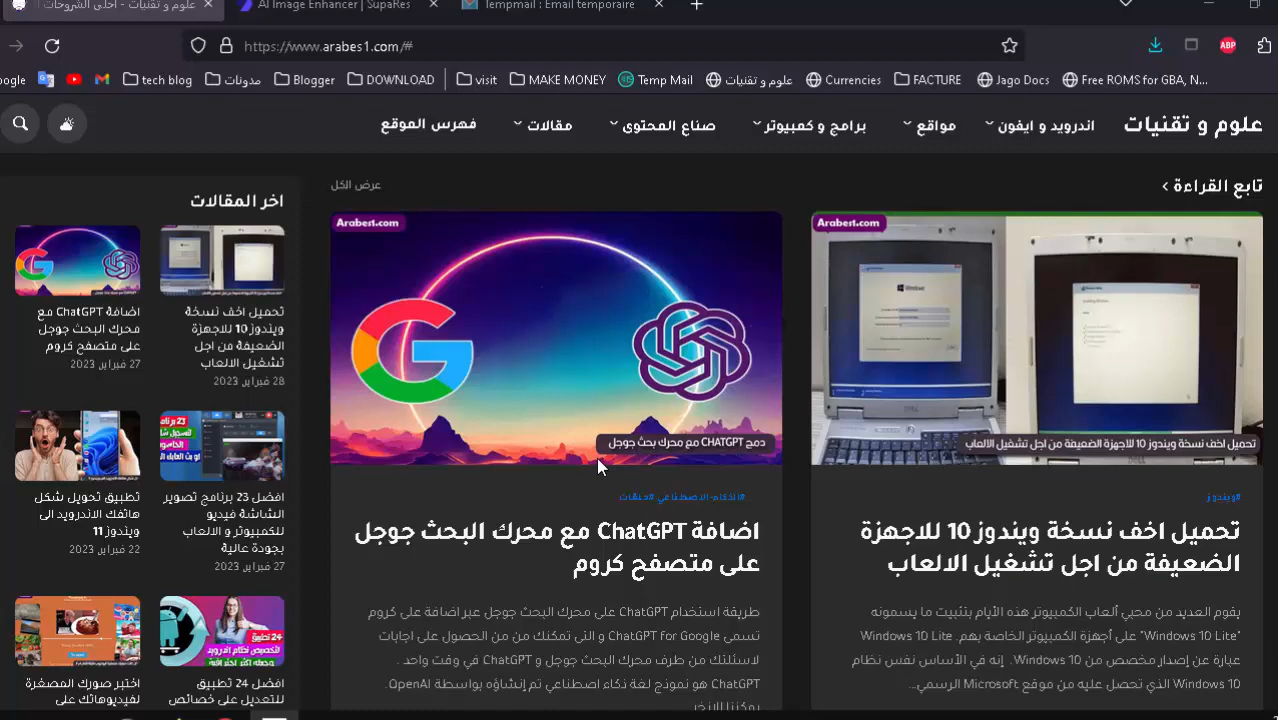 علوم و تقنيات - احلى الشروحات
AI Image Enhancer | SupaRes
Tempmail : Email temporaire
https://www.arabes1.com/#
ABP
ogle
tech blog
مدونات
Blogger
DOWNLOAD
visit
MAKE MONEY
Temp Mail
علوم و تقنيات
Currencies
FACTURE
Jago Docs
Free ROMS for GBA, N...
علوم و تقنيات
اندرويد و ايفون
مواقع
برامج و كمبيوتر
صناع المحتوى
مقالات
فهرس الموقع
تابع القراءة
عرض الكل
اخر المقالات
Arabes1.com
Windows
DELL
تحميل اخف نسخة ويندوز 10 للاجهزة الضعيفة من اجل تشغيل الالعاب
#ويندوز
تحميل اخف نسخة ويندوز 10 للاجهزة
الضعيفة من اجل تشغيل الالعاب
يقوم العديد من محبي ألعاب الكمبيوتر هذه الأيام بتثبيت ما يسمونه
"Windows 10 Lite" على أجهزة الكمبيوتر الخاصة بهم. Windows 10 Lite
عبارة عن إصدار مخصص من Windows 10. إنه في الأساس نفس نظام
Windows 10 الذي تحصل عليه من موقع Microsoft الرسمي...
Arabes1.com
دمج CHATGPT مع محرك بحث جوجل
#الذكاء-الاصطناعي #تقنيات
اضافة ChatGPT مع محرك البحث جوجل
على متصفح كروم
طريقة استخدام ChatGPT على محرك البحث جوجل عبر اضافة على كروم
تسمى ChatGPT for Google و التى تمكنك من من الحصول على اجابات
لاسئلتك من طرف محرك البحث جوجل و ChatGPT في وقت واحد .
ChatGPT هو نموذج لغة ذكاء اصطناعي تم إنشاؤه بواسطة OpenAI.
تحميل اخف نسخة
ويندوز 10 للاجهزة
الضعيفة من اجل
تشغيل الالعاب
28 فبراير, 2023
اضافة ChatGPT مع
محرك البحث جوجل
على متصفح كروم
27 فبراير, 2023
افضل 23 برنامج تصوير
الشاشة فيديو
للكمبيوتر و الالعاب
بجودة عالية
27 فبراير, 2023
تطبيق تحويل شكل
هاتفك الاندرويد الى
ويندوز 11
22 فبراير, 2023
24 تطبيق
افضل 24 تطبيق
للتعديل على خصائص
اختبر صورك المصغرة
لفيديوهاتك على